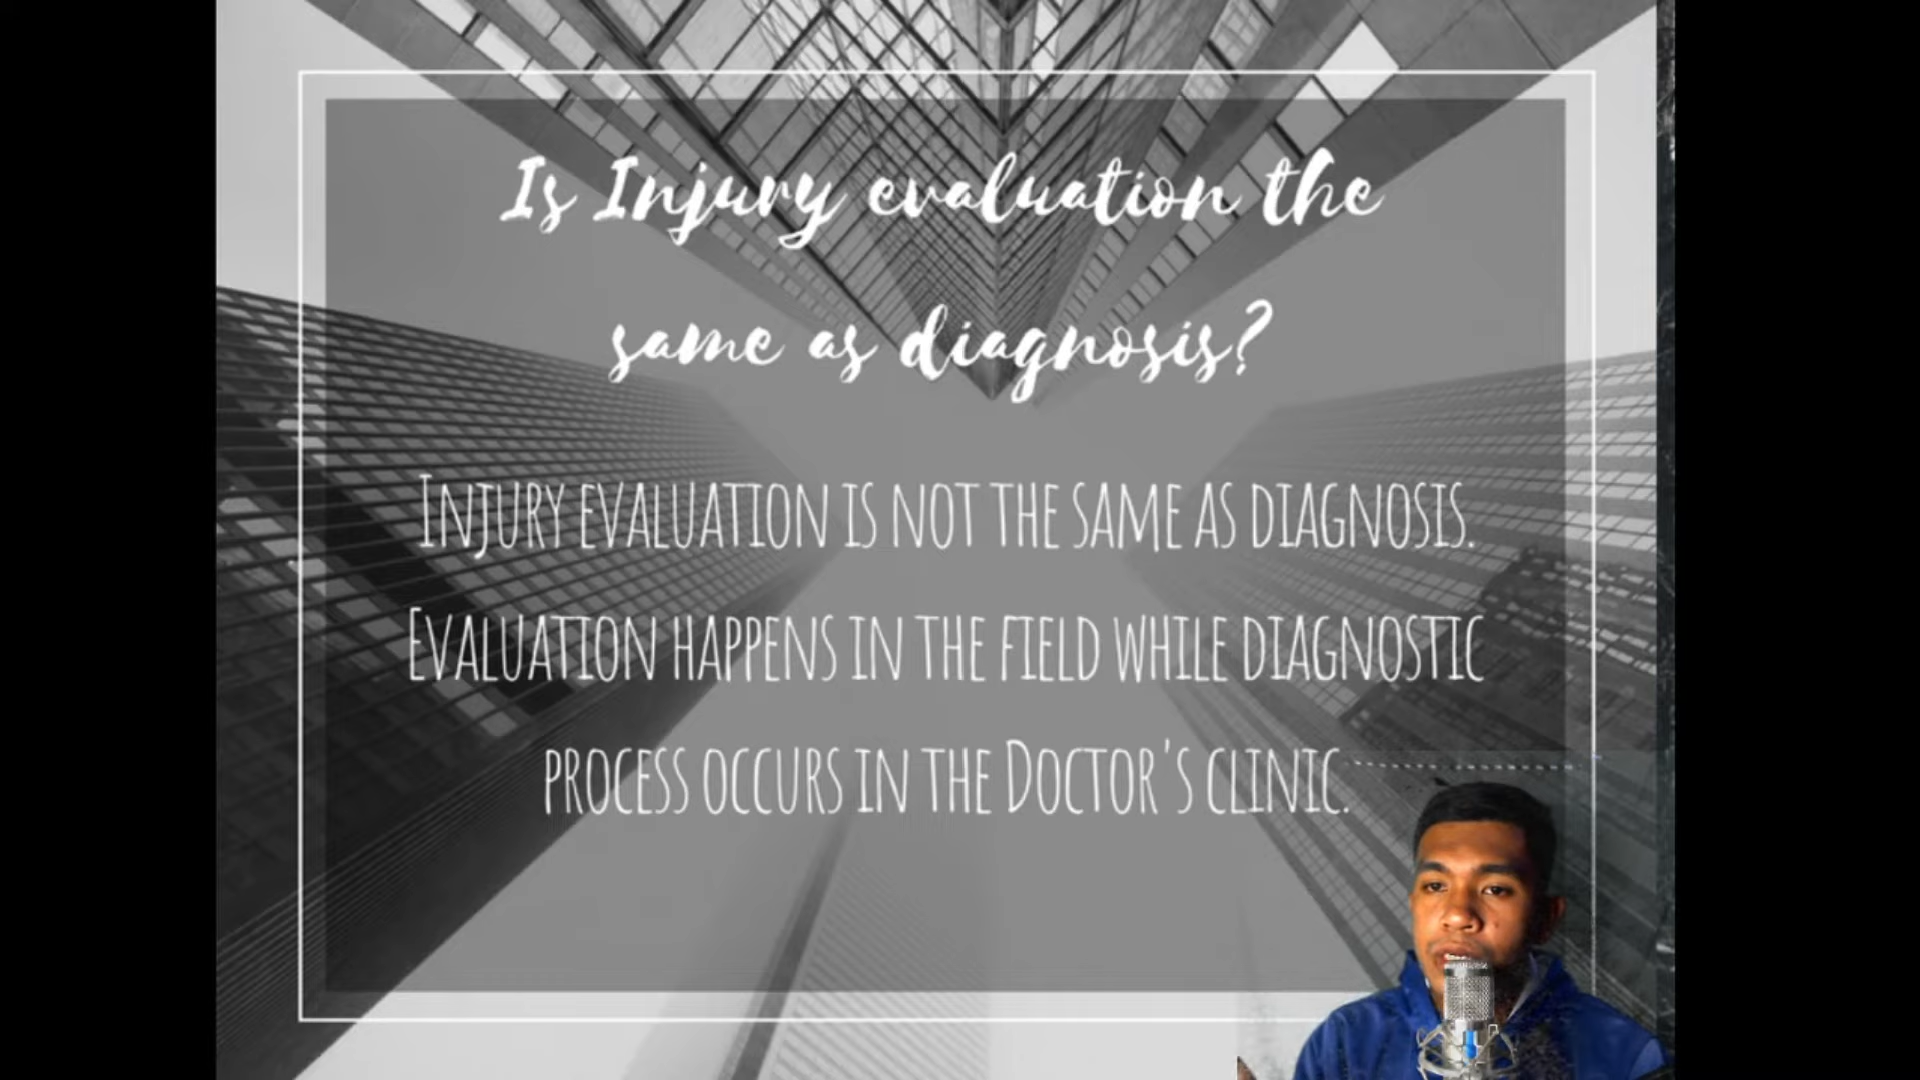 Is Injury evaluation the
same as diagnosis?
Injury evaluation is not the same as diagnosis.
Evaluation happens in the field while diagnostic
process occurs in the Doctor's clinic.